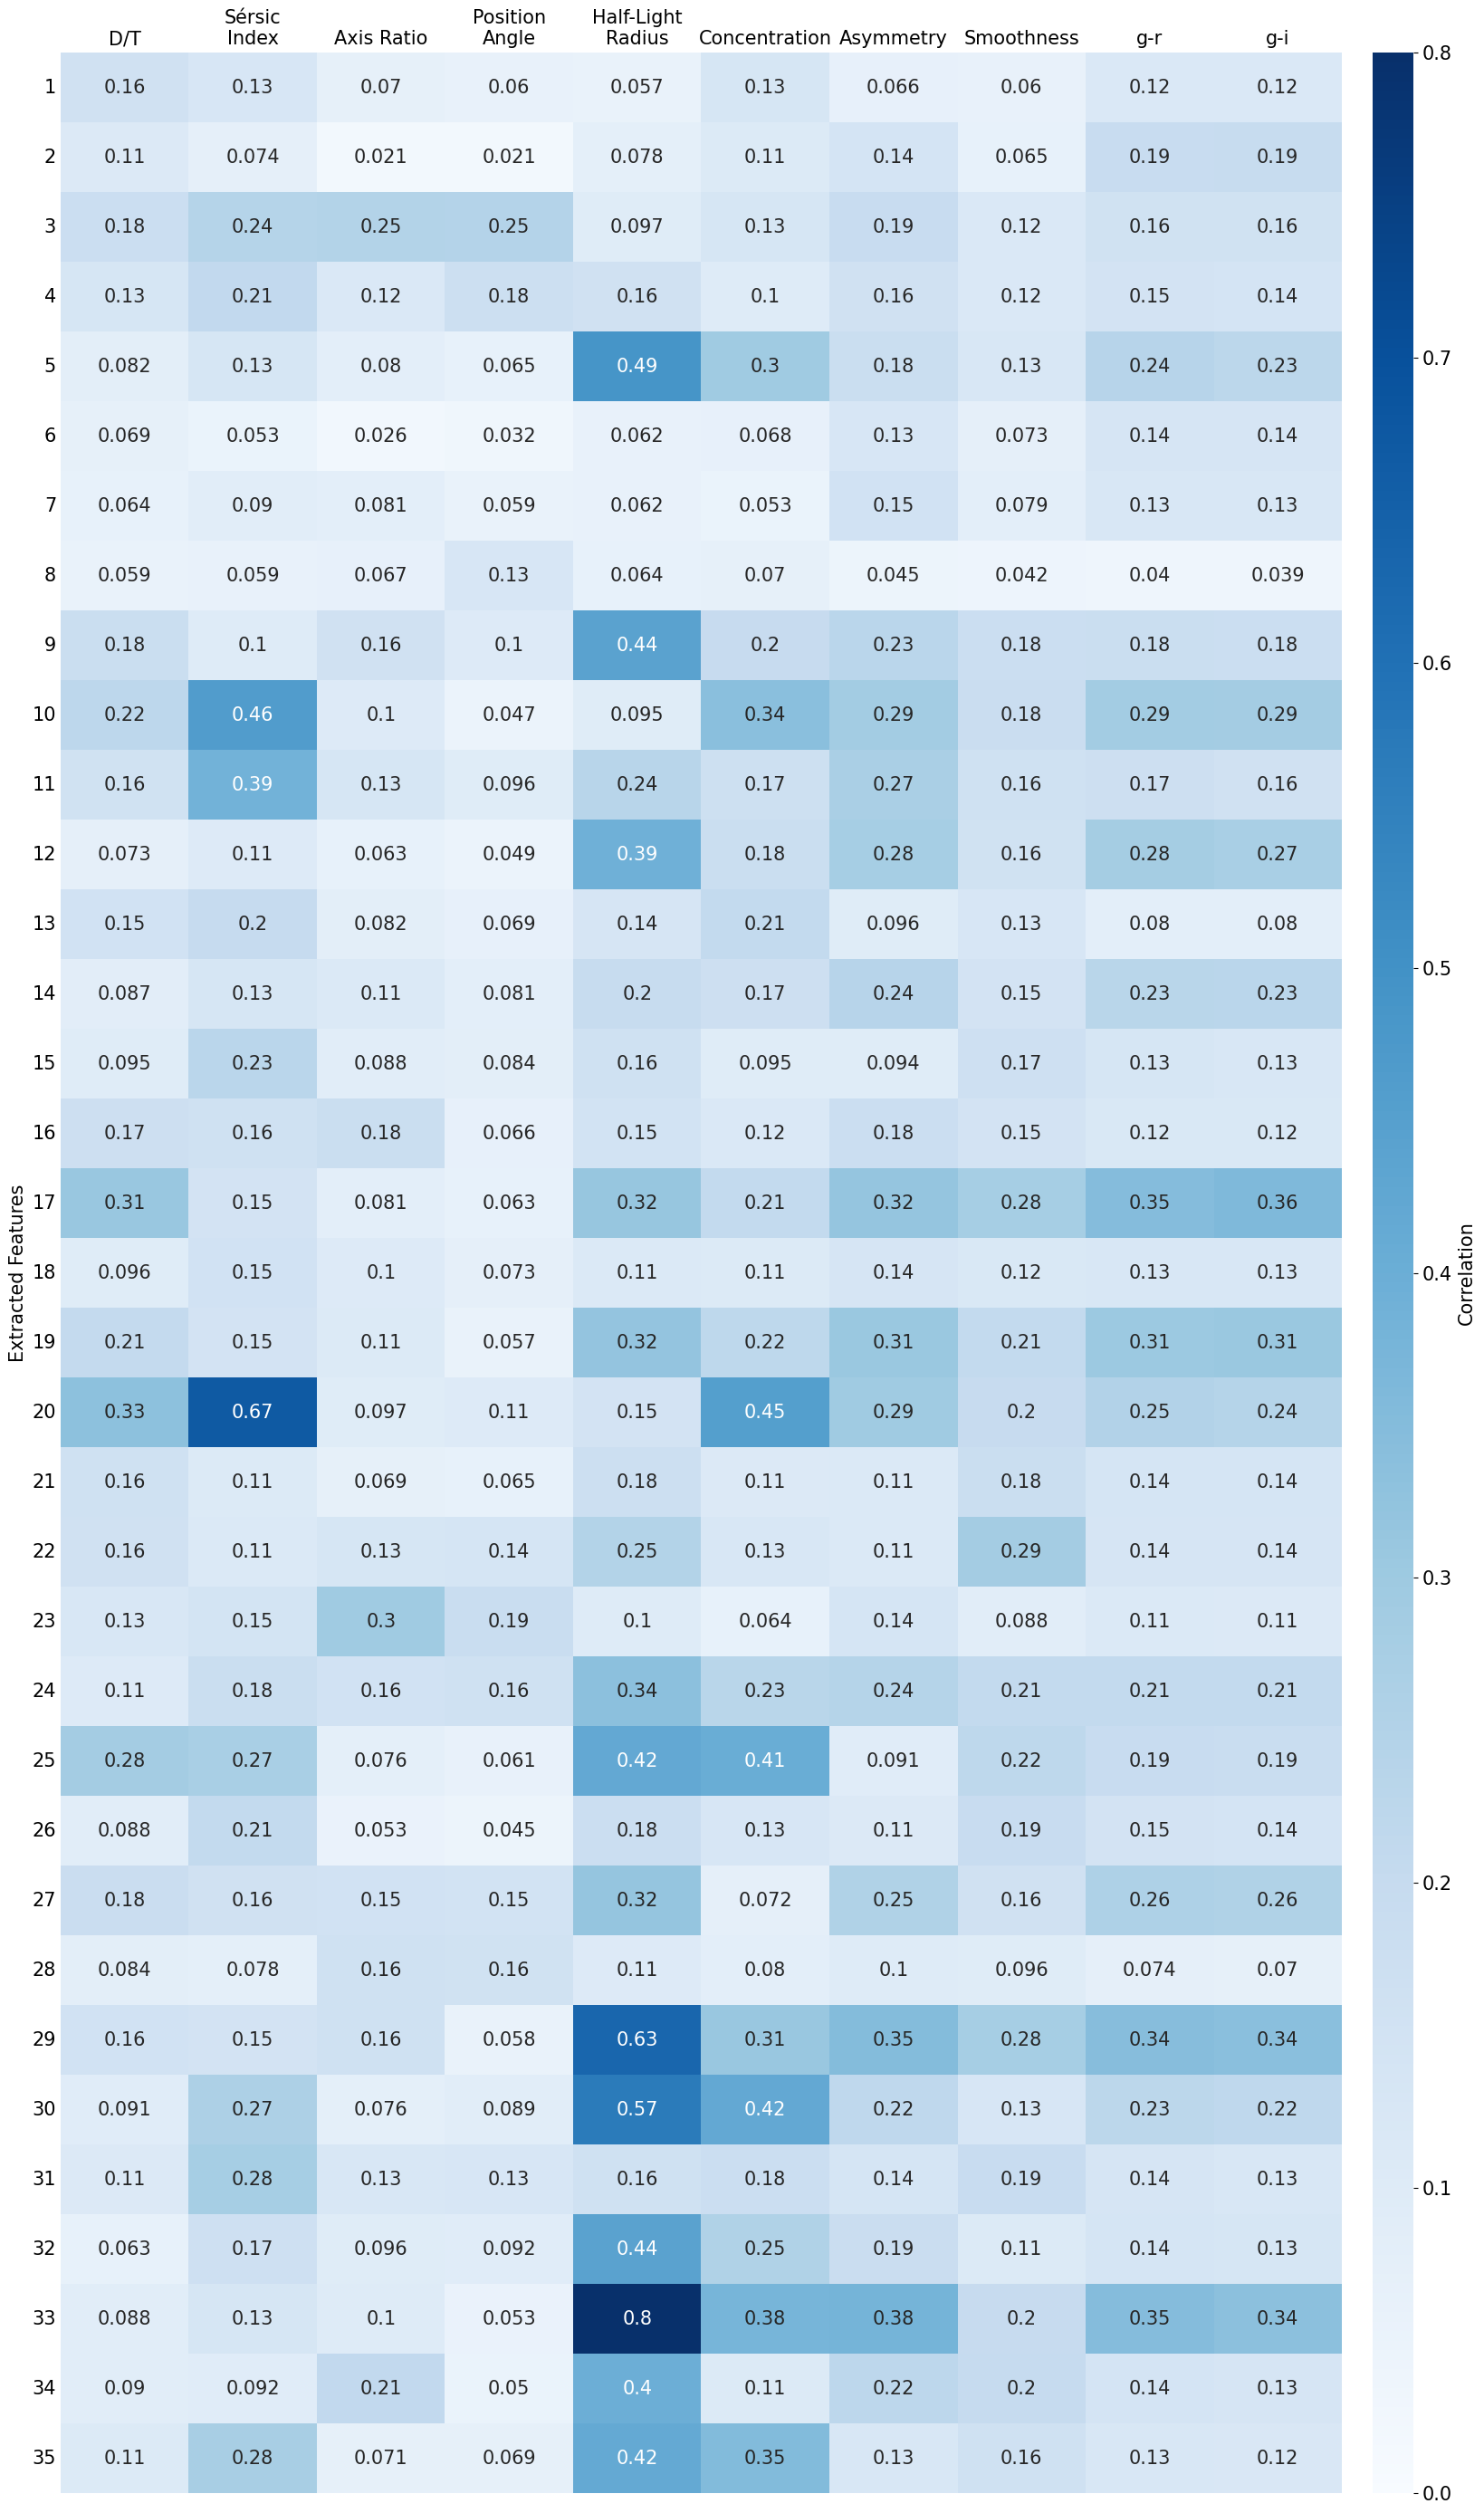 D/T Sérsic Index Axis Ratio Position Angle Half-Light Radius Concentration Asymmetry Smoothness g-r g-i
1 0.16 0.13 0.07 0.06 0.057 0.13 0.066 0.06 0.12 0.12
2 0.11 0.074 0.021 0.021 0.078 0.11 0.14 0.065 0.19 0.19
3 0.18 0.24 0.25 0.25 0.097 0.13 0.19 0.12 0.16 0.16
4 0.13 0.21 0.12 0.18 0.16 0.1 0.16 0.12 0.15 0.14
5 0.082 0.13 0.08 0.065 0.49 0.3 0.18 0.13 0.24 0.23
6 0.069 0.053 0.026 0.032 0.062 0.068 0.13 0.073 0.14 0.14
7 0.064 0.09 0.081 0.059 0.062 0.053 0.15 0.079 0.13 0.13
8 0.059 0.059 0.067 0.13 0.064 0.07 0.045 0.042 0.04 0.039
9 0.18 0.1 0.16 0.1 0.44 0.2 0.23 0.18 0.18 0.18
10 0.22 0.46 0.1 0.047 0.095 0.34 0.29 0.18 0.29 0.29
11 0.16 0.39 0.13 0.096 0.24 0.17 0.27 0.16 0.17 0.16
12 0.073 0.11 0.063 0.049 0.39 0.18 0.28 0.16 0.28 0.27
13 0.15 0.2 0.082 0.069 0.14 0.21 0.096 0.13 0.08 0.08
14 0.087 0.13 0.11 0.081 0.2 0.17 0.24 0.15 0.23 0.23
15 0.095 0.23 0.088 0.084 0.16 0.095 0.094 0.17 0.13 0.13
16 0.17 0.16 0.18 0.066 0.15 0.12 0.18 0.15 0.12 0.12
17 0.31 0.15 0.081 0.063 0.32 0.21 0.32 0.28 0.35 0.36
18 0.096 0.15 0.1 0.073 0.11 0.11 0.14 0.12 0.13 0.13
19 0.21 0.15 0.11 0.057 0.32 0.22 0.31 0.21 0.31 0.31
20 0.33 0.67 0.097 0.11 0.15 0.45 0.29 0.2 0.25 0.24
21 0.16 0.11 0.069 0.065 0.18 0.11 0.11 0.18 0.14 0.14
22 0.16 0.11 0.13 0.14 0.25 0.13 0.11 0.29 0.14 0.14
23 0.13 0.15 0.3 0.19 0.1 0.064 0.14 0.088 0.11 0.11
24 0.11 0.18 0.16 0.16 0.34 0.23 0.24 0.21 0.21 0.21
25 0.28 0.27 0.076 0.061 0.42 0.41 0.091 0.22 0.19 0.19
26 0.088 0.21 0.053 0.045 0.18 0.13 0.11 0.19 0.15 0.14
27 0.18 0.16 0.15 0.15 0.32 0.072 0.25 0.16 0.26 0.26
28 0.084 0.078 0.16 0.16 0.11 0.08 0.1 0.096 0.074 0.07
29 0.16 0.15 0.16 0.058 0.63 0.31 0.35 0.28 0.34 0.34
30 0.091 0.27 0.076 0.089 0.57 0.42 0.22 0.13 0.23 0.22
31 0.11 0.28 0.13 0.13 0.16 0.18 0.14 0.19 0.14 0.13
32 0.063 0.17 0.096 0.092 0.44 0.25 0.19 0.11 0.14 0.13
33 0.088 0.13 0.1 0.053 0.8 0.38 0.38 0.2 0.35 0.34
34 0.09 0.092 0.21 0.05 0.4 0.11 0.22 0.2 0.14 0.13
35 0.11 0.28 0.071 0.069 0.42 0.35 0.13 0.16 0.13 0.12
Extracted Features
0.8
0.7
0.6
0.5
0.4
0.3
0.2
0.1
0.0
Correlation